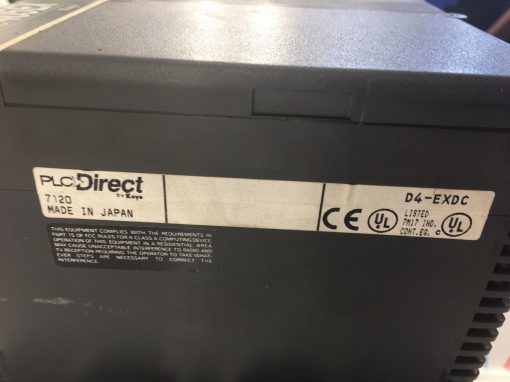 PLC Direct
by Koyo
7120
MADE IN JAPAN
D4-EXDC
CE
UL
LISTED
7M17 IND.
CONT.EQ.
c UL
THIS EQUIPMENT COMPLIES WITH THE REQUIREMENTS IN
PART 15 OF FCC RULES FOR A CLASS A COMPUTING DEVICE
OPERATION OF THIS EQUIPMENT IN A RESIDENTIAL AREA
MAY CAUSE UNACCEPTABLE INTERFERENCE TO RADIO AND
TV RECEPTION REQUIRING THE OPERATOR TO TAKE WHAT-
EVER STEPS ARE NECESSARY TO CORRECT THE
INTERFERENCE.